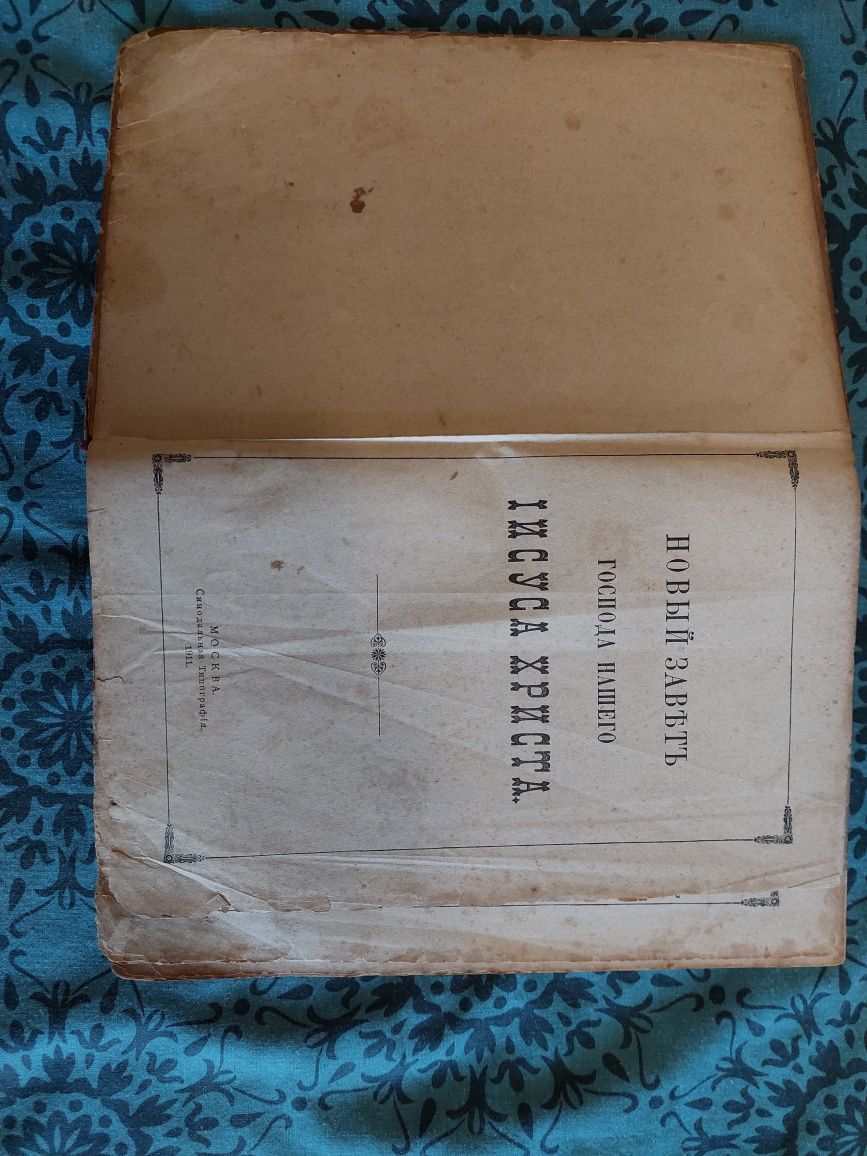 НОВЫЙ ЗАВѢТЪ
ГОСПОДА НАШЕГО
ІИСУСА ХРИСТА.
МОСКВА.
Синодальная Типографія.
1911.